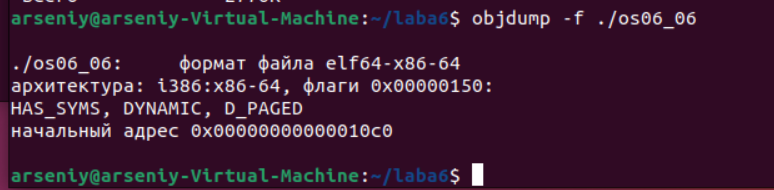 arseniy@arseniy-Virtual-Machine:~/laba6$ objdump -f ./os06_06
./os06_06:     формат файла elf64-x86-64
архитектура: i386:x86-64, флаги 0x00000150:
HAS_SYMS, DYNAMIC, D_PAGED
начальный адрес 0x00000000000010c0
arseniy@arseniy-Virtual-Machine:~/laba6$